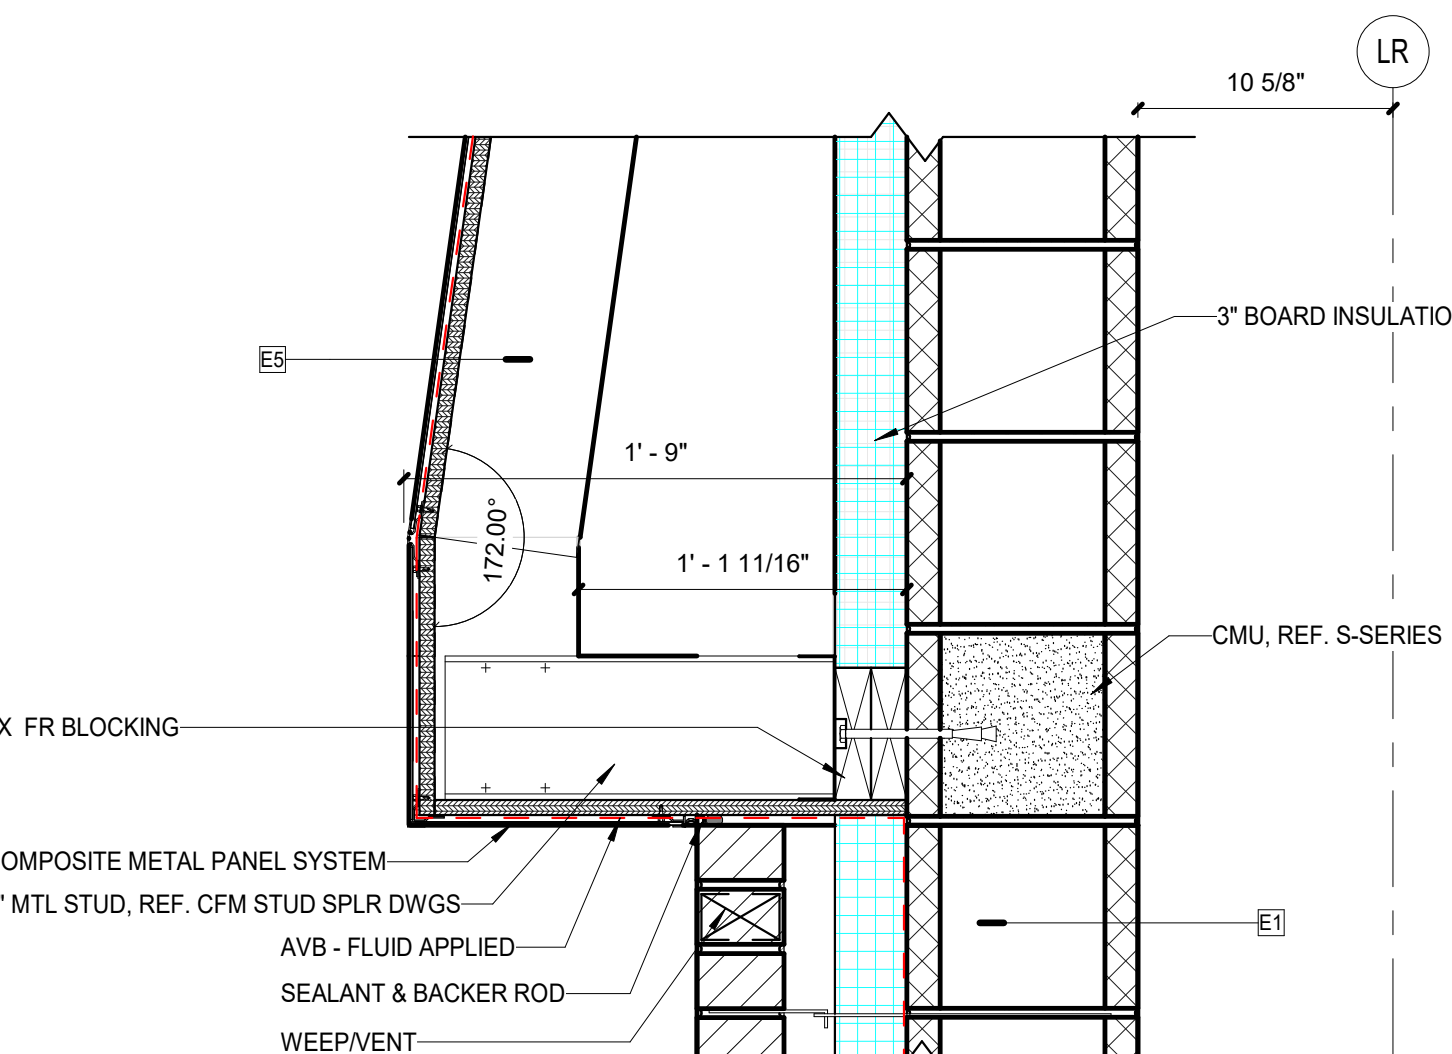 LR
10 5/8"
3" BOARD INSULATIO
E5
1' - 9"
172.00°
1' - 1 11/16"
CMU, REF. S-SERIES
X FR BLOCKING
OMPOSITE METAL PANEL SYSTEM
" MTL STUD, REF. CFM STUD SPLR DWGS
E1
AVB - FLUID APPLIED
SEALANT & BACKER ROD
WEEP/VENT